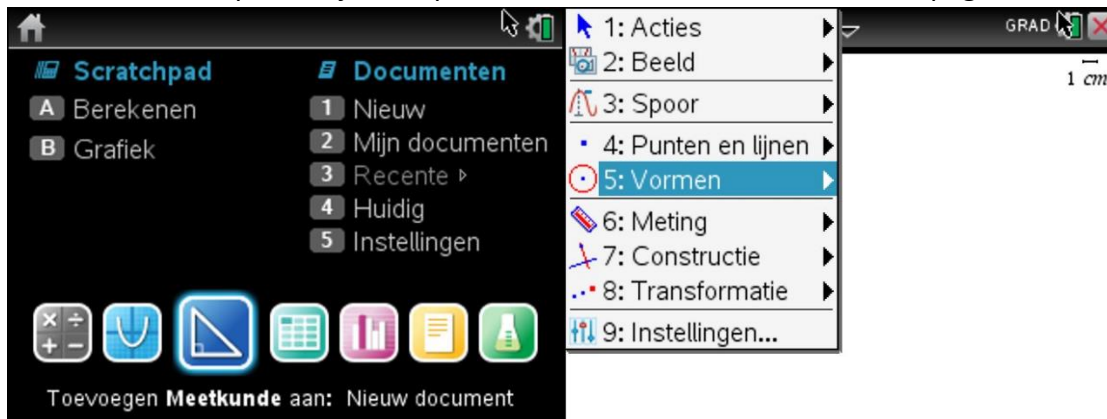 Scratchpad
A Berekenen
B Grafiek
Documenten
1 Nieuw
2 Mijn documenten
3 Recente
4 Huidig
5 Instellingen
Toevoegen Meetkunde aan: Nieuw document
1: Acties
2: Beeld
3: Spoor
4: Punten en lijnen
5: Vormen
6: Meting
7: Constructie
8: Transformatie
9: Instellingen...
GRAD
1 cm